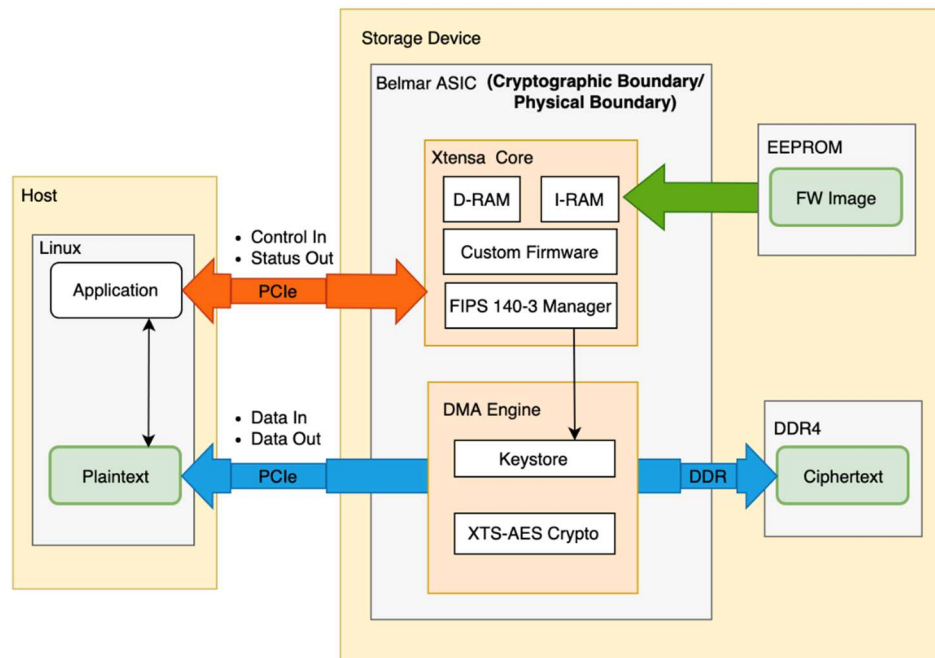 Storage Device
Belmar ASIC (Cryptographic Boundary/
Physical Boundary)
Xtensa Core
D-RAM
I-RAM
Custom Firmware
FIPS 140-3 Manager
EEPROM
FW Image
Host
Linux
Application
• Control In
• Status Out
PCIe
• Data In
• Data Out
Plaintext
PCIe
DMA Engine
Keystore
XTS-AES Crypto
DDR
DDR4
Ciphertext